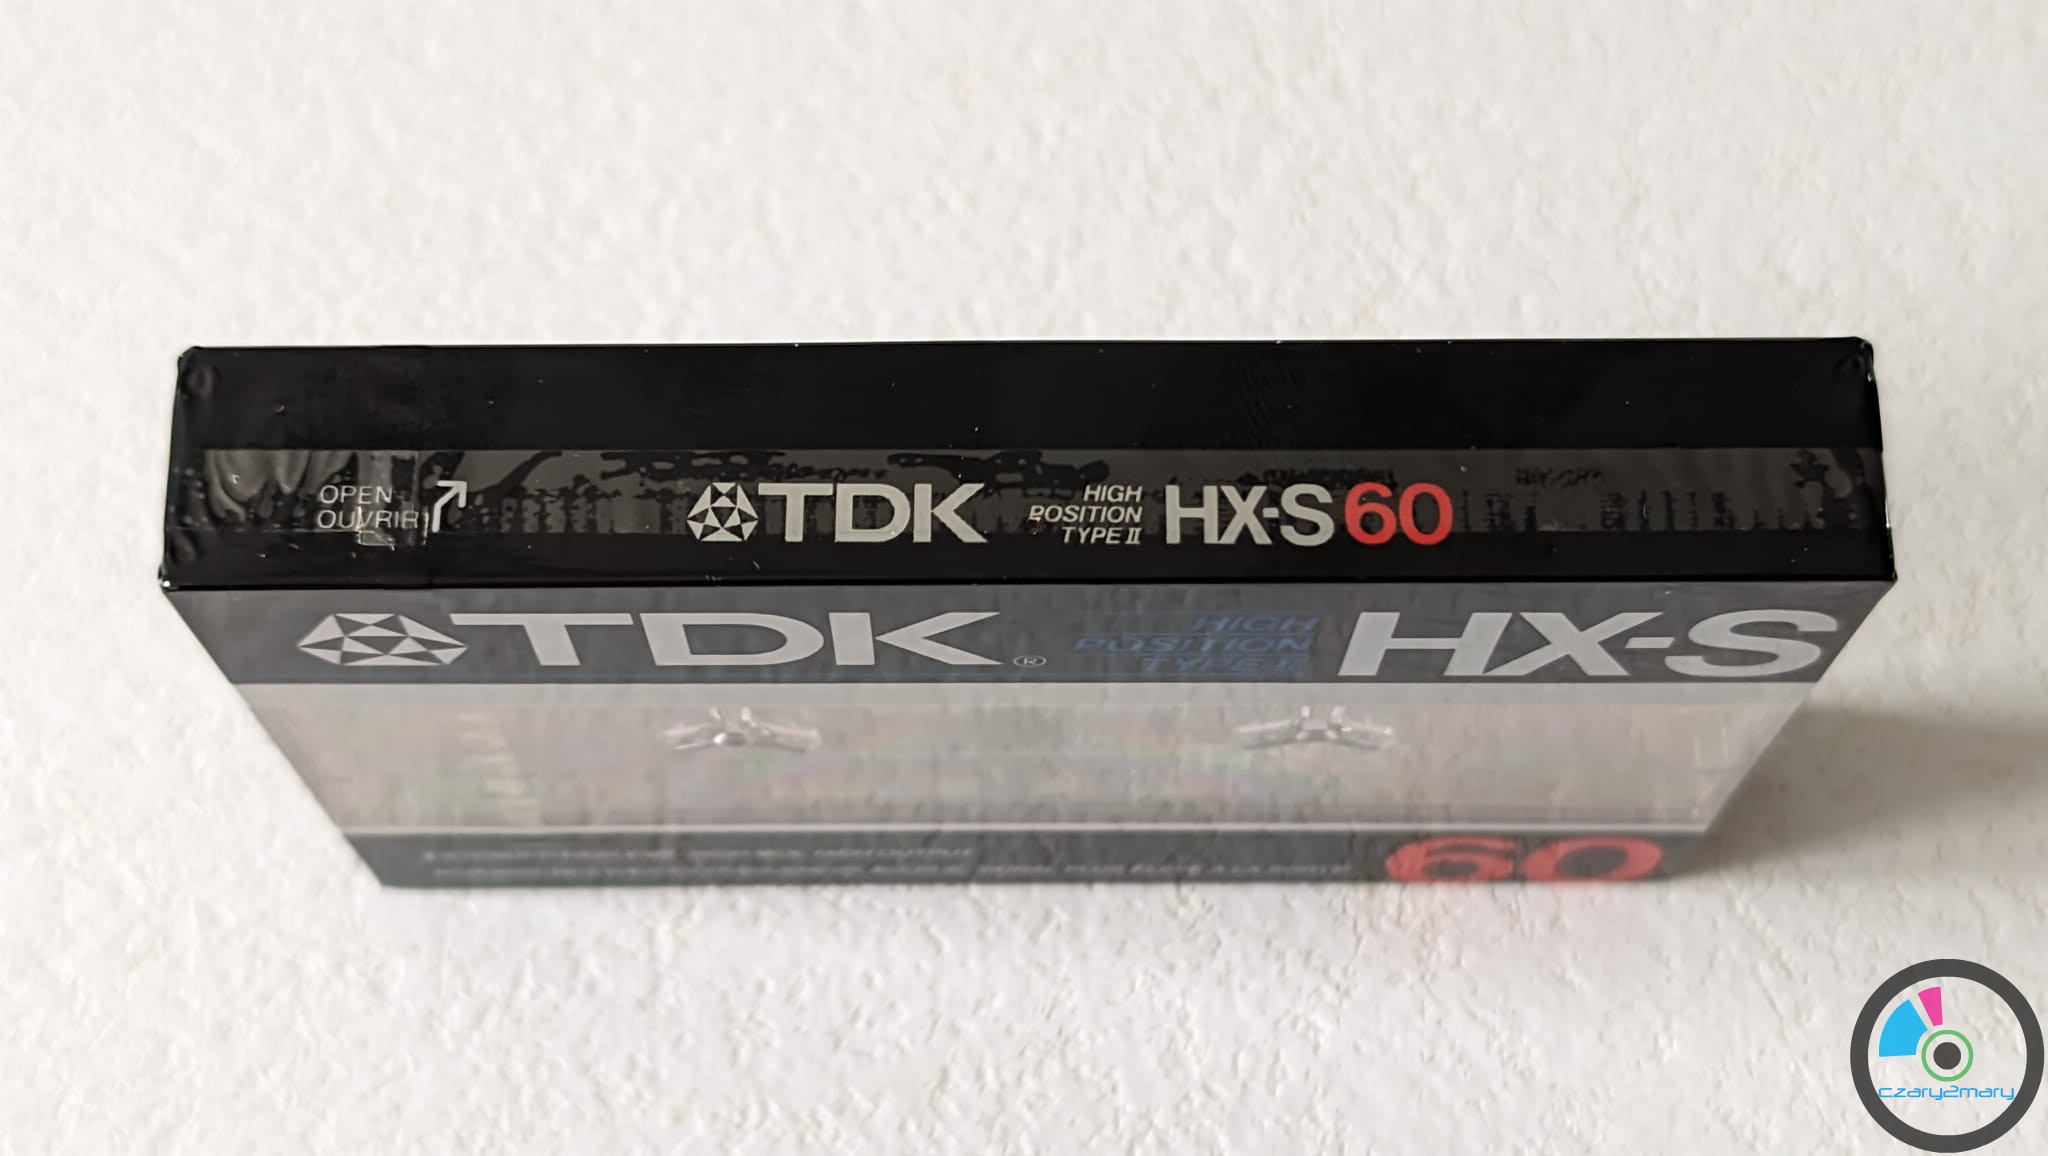 OPEN
OUVRIR
TDK
HIGH
POSITION
TYPE II
HX-S 60
TDK®
HIGH
POSITION
TYPE II
HX-S
60
czary2mary